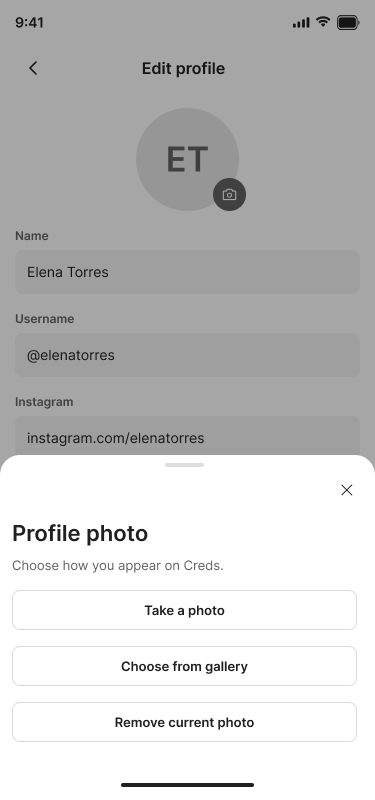 9:41
Edit profile
ET
Name
Elena Torres
Username
@elenatorres
Instagram
instagram.com/elenatorres
Profile photo
Choose how you appear on Creds.
Take a photo
Choose from gallery
Remove current photo